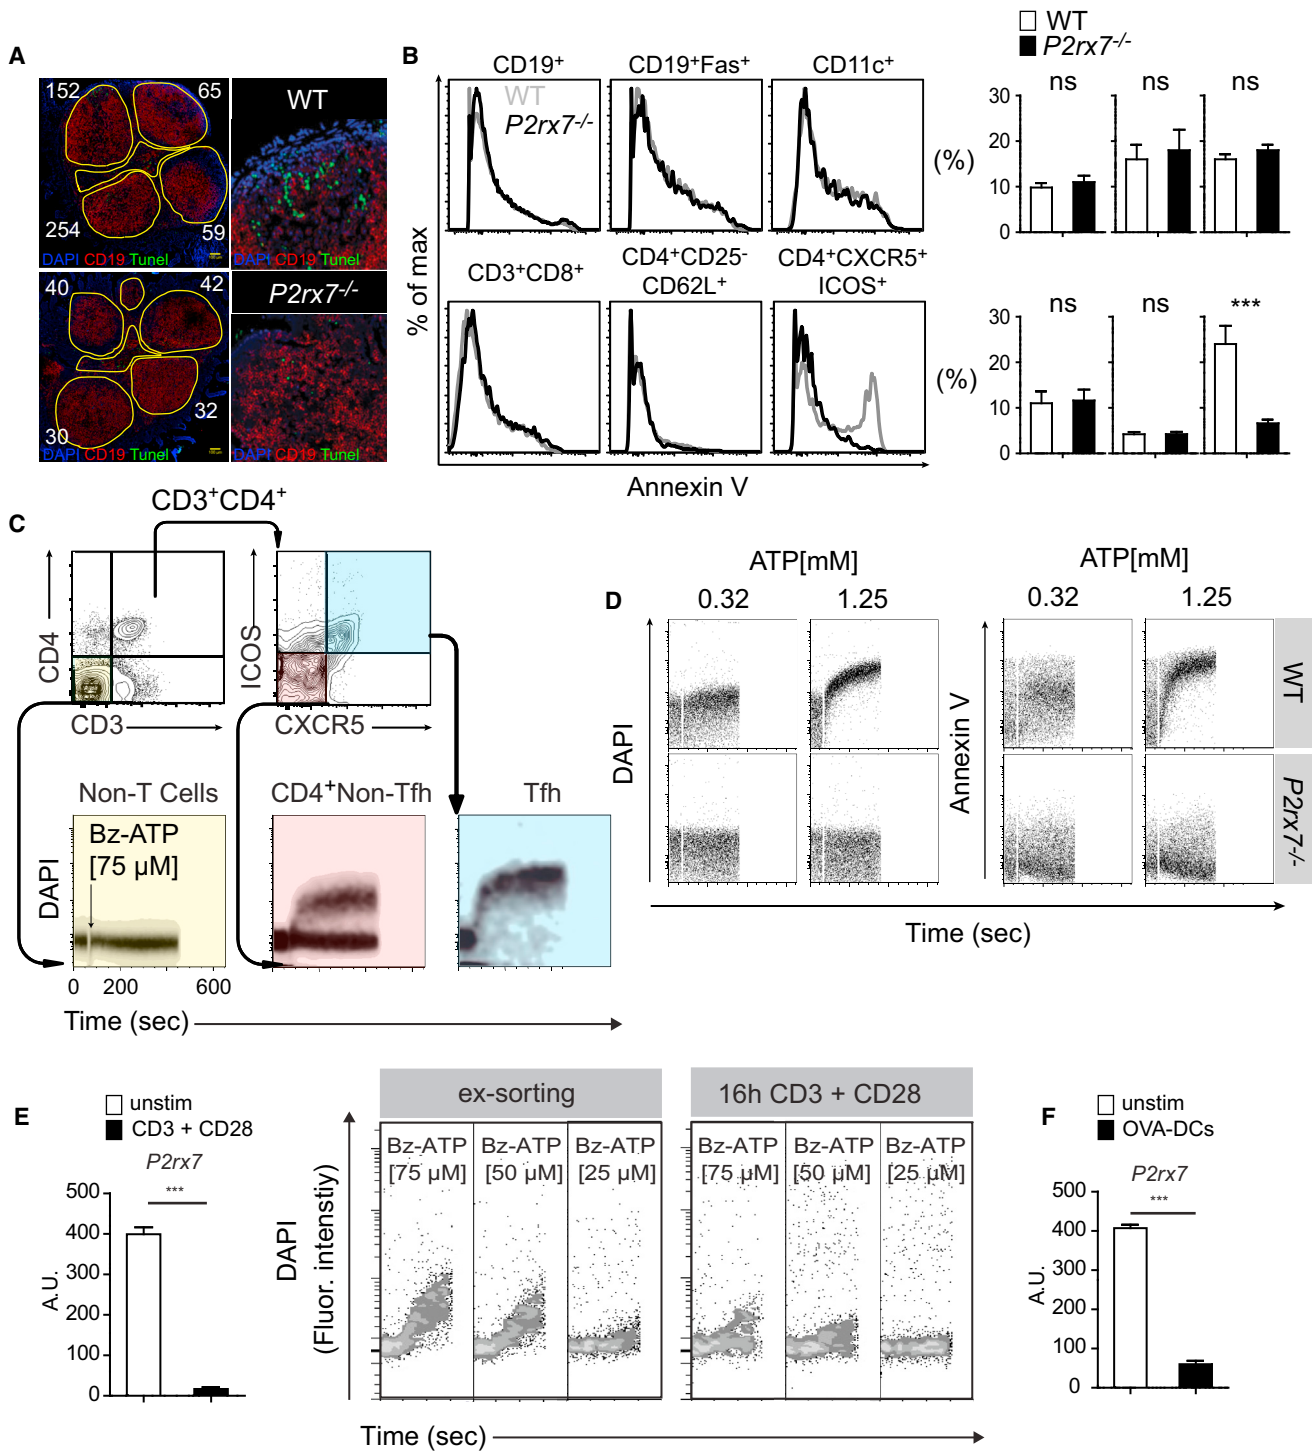 A
152
65
WT
254
59
DAPI CD19 Tunel
DAPI CD19 Tunel
40
42
P2rx7-/-
32
30
DAPI CD19 Tunel
DAPI CD19 Tunel
B
WT
P2rx7-/-
CD19+
CD19+Fas+
CD11c+
WT
P2rx7-/-
CD3+CD8+
CD4+CD25-
CD62L+
CD4+CXCR5+
ICOS+
% of max
Annexin V
ns
ns
ns
30
20
10
0
(%)
ns
ns
***
30
20
10
0
(%)
C
CD3+CD4+
CD4
CD3
ICOS
CXCR5
Non-T Cells
CD4+Non-Tfh
Tfh
Bz-ATP
[75 µM]
DAPI
0
200
600
Time (sec)
D
ATP[mM]
ATP[mM]
0.32
1.25
0.32
1.25
DAPI
Annexin V
WT
P2rx7-/-
Time (sec)
E
unstim
CD3 + CD28
P2rx7
***
500
400
300
200
100
0
A.U.
ex-sorting
16h CD3 + CD28
Bz-ATP
[75 µM]
Bz-ATP
[50 µM]
Bz-ATP
[25 µM]
Bz-ATP
[75 µM]
Bz-ATP
[50 µM]
Bz-ATP
[25 µM]
DAPI
(Fluor. intenstiy)
Time (sec)
F
unstim
OVA-DCs
P2rx7
***
500
400
300
200
100
0
A.U.